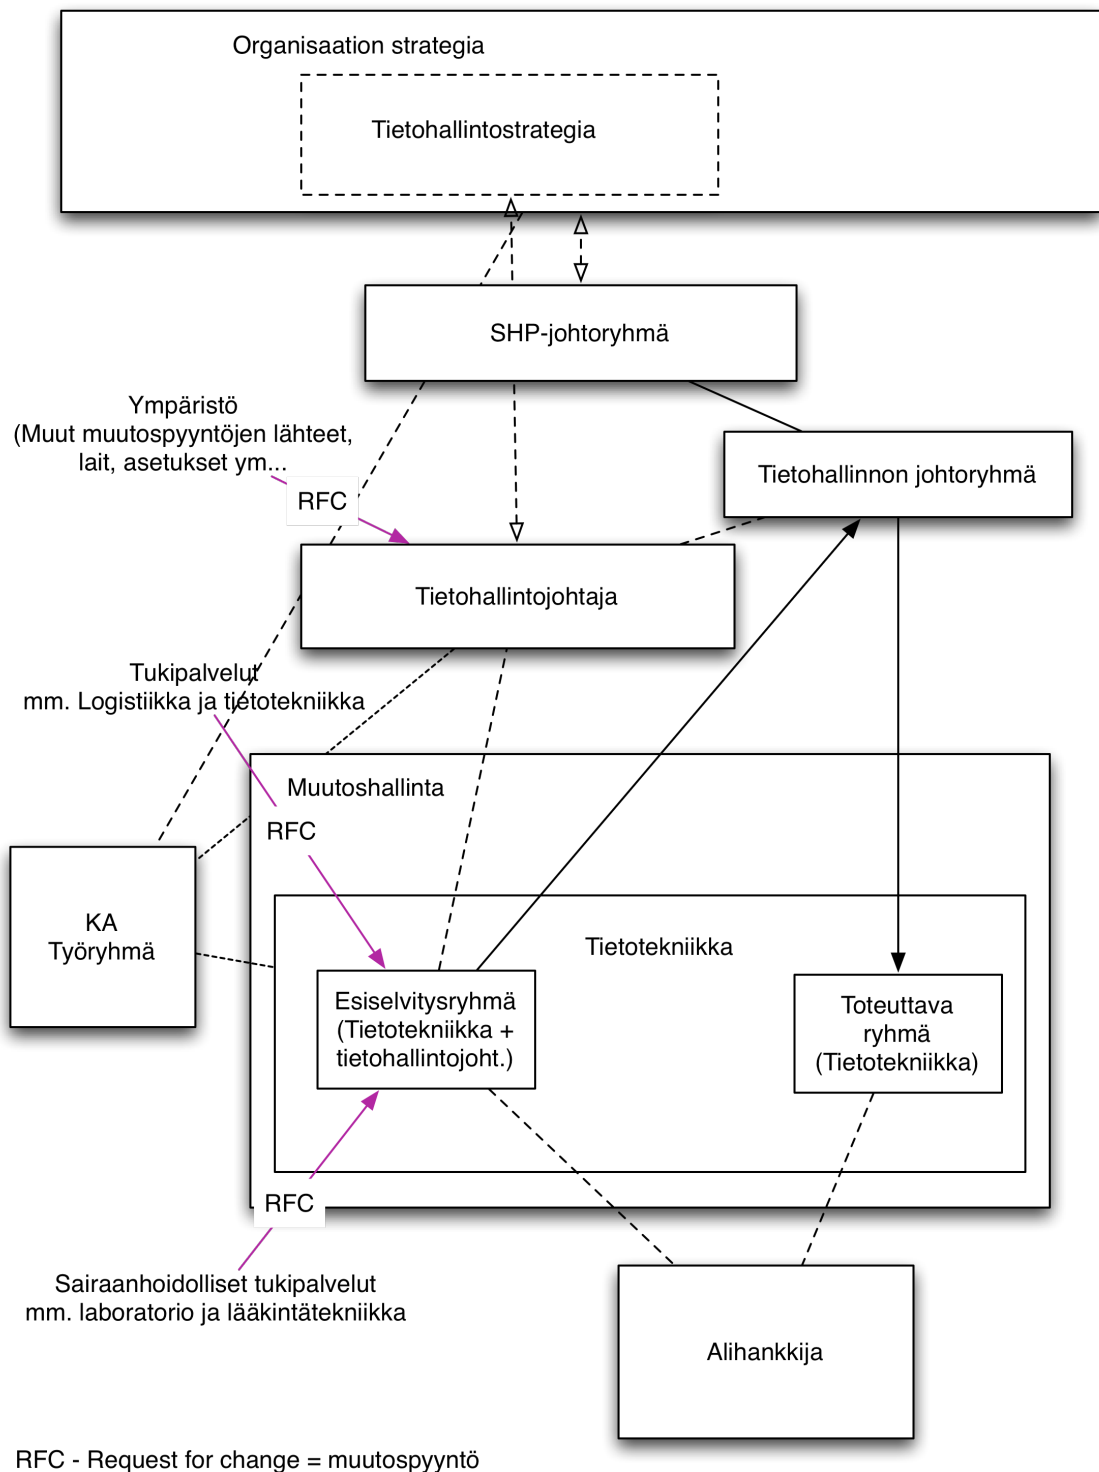 Organisaation strategia
Tietohallintostrategia
SHP-johtoryhmä
Ympäristö
(Muut muutospyyntöjen lähteet,
lait, asetukset ym...
RFC
Tietohallinnon johtoryhmä
Tietohallintojohtaja
Tukipalvelut
mm. Logistiikka ja tietotekniikka
Muutoshallinta
RFC
KA
Työryhmä
Tietotekniikka
Esiselvitysryhmä
(Tietotekniikka +
tietohallintojoht.)
Toteuttava
ryhmä
(Tietotekniikka)
RFC
Sairaanhoidolliset tukipalvelut
mm. laboratorio ja lääkintätekniikka
Alihankkija
RFC - Request for change = muutospyyntö